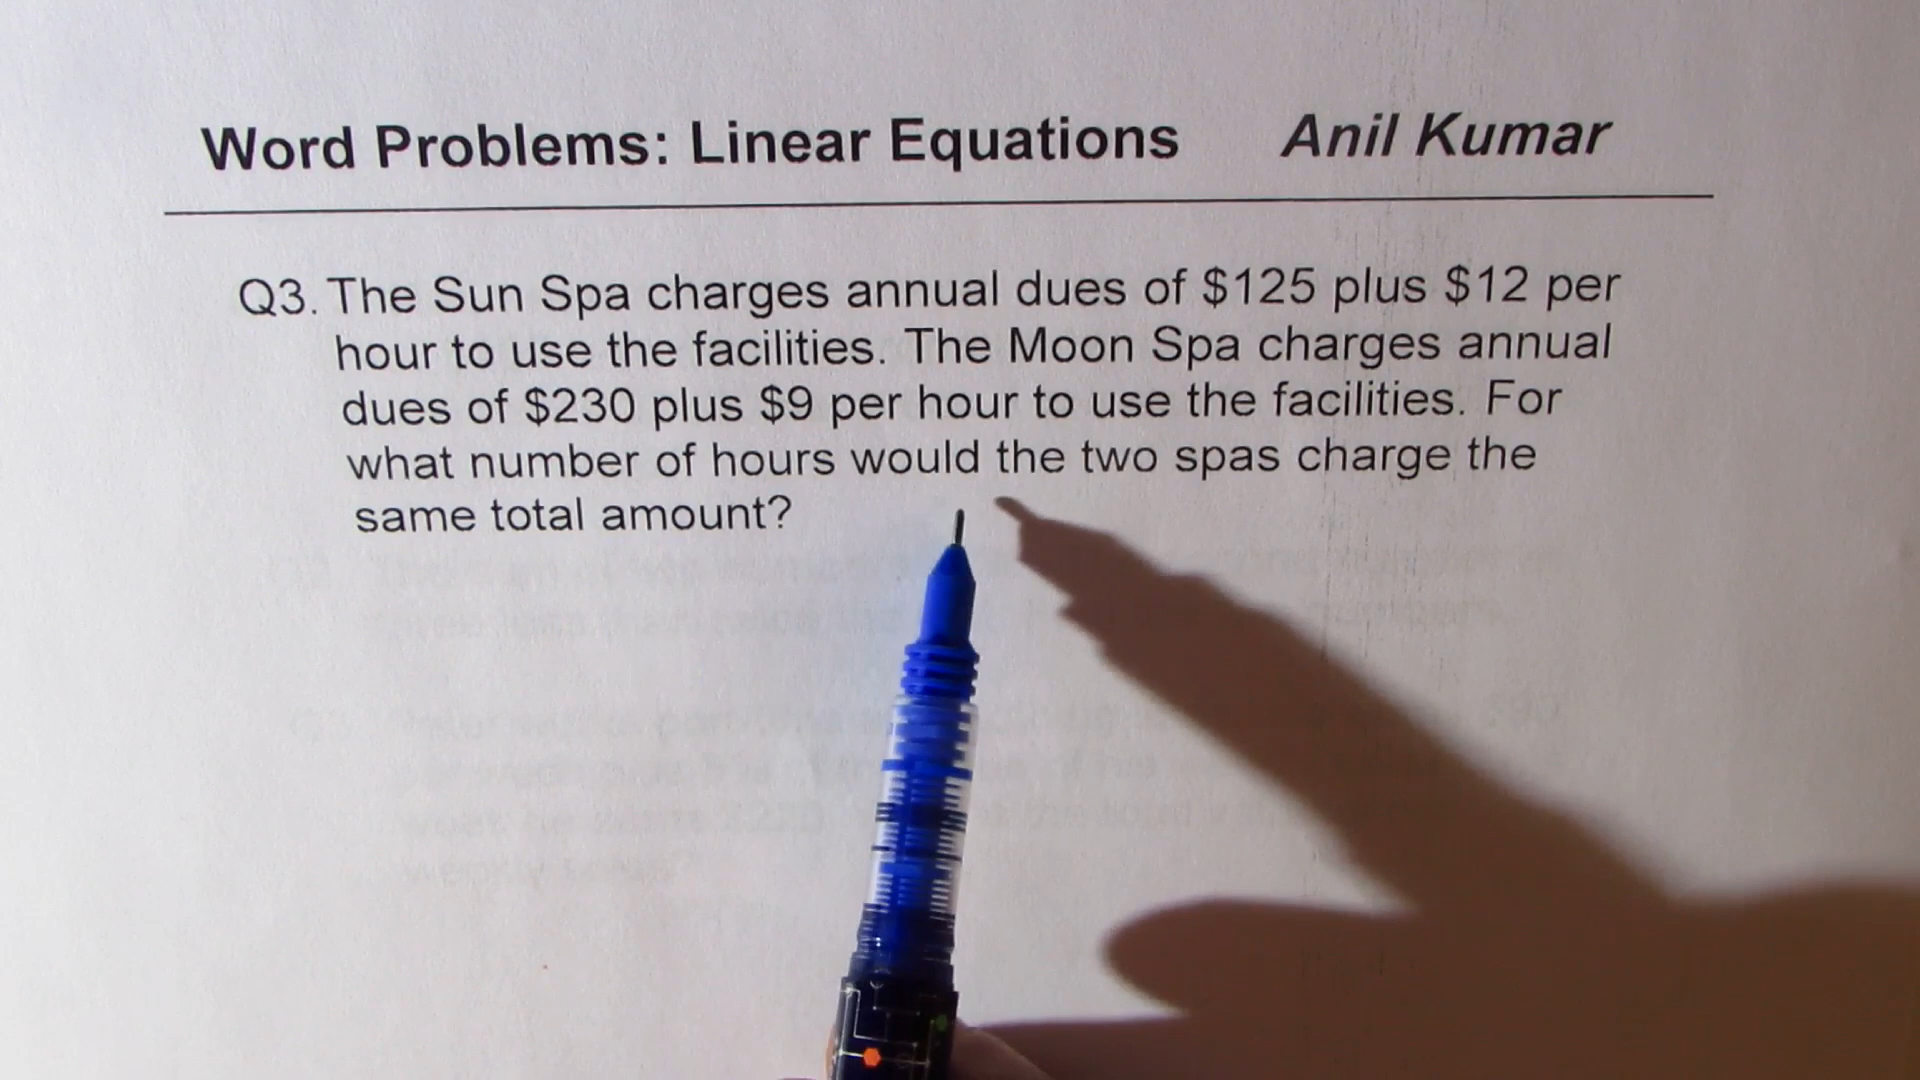 Word Problems: Linear Equations Anil Kumar
Q3. The Sun Spa charges annual dues of $125 plus $12 per
hour to use the facilities. The Moon Spa charges annual
dues of $230 plus $9 per hour to use the facilities. For
what number of hours would the two spas charge the
same total amount?